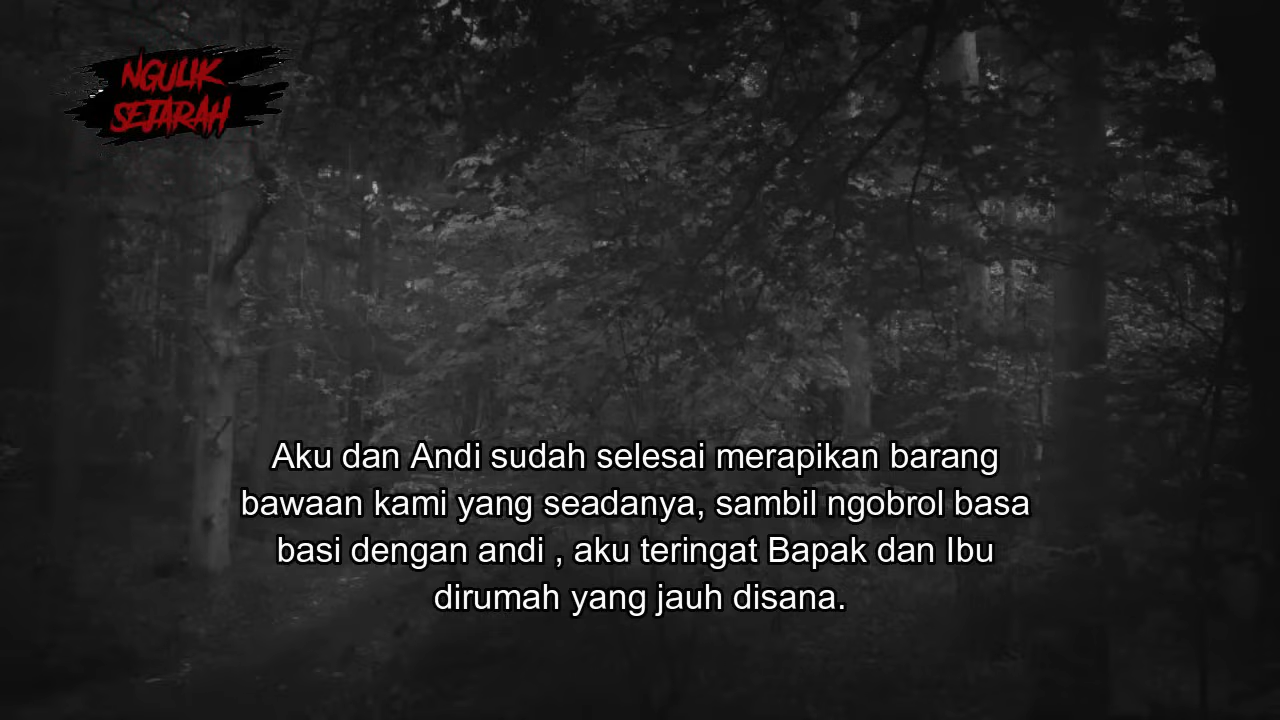 NGULIK
SEJARAH
Aku dan Andi sudah selesai merapikan barang
bawaan kami yang seadanya, sambil ngobrol basa
basi dengan andi , aku teringat Bapak dan Ibu
dirumah yang jauh disana.